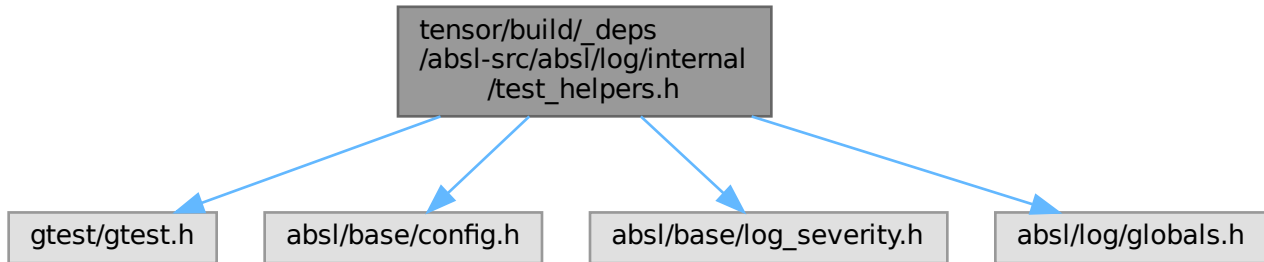 tensor/build/_deps
/absl-src/absl/log/internal
/test_helpers.h
gtest/gtest.h
absl/base/config.h
absl/base/log_severity.h
absl/log/globals.h